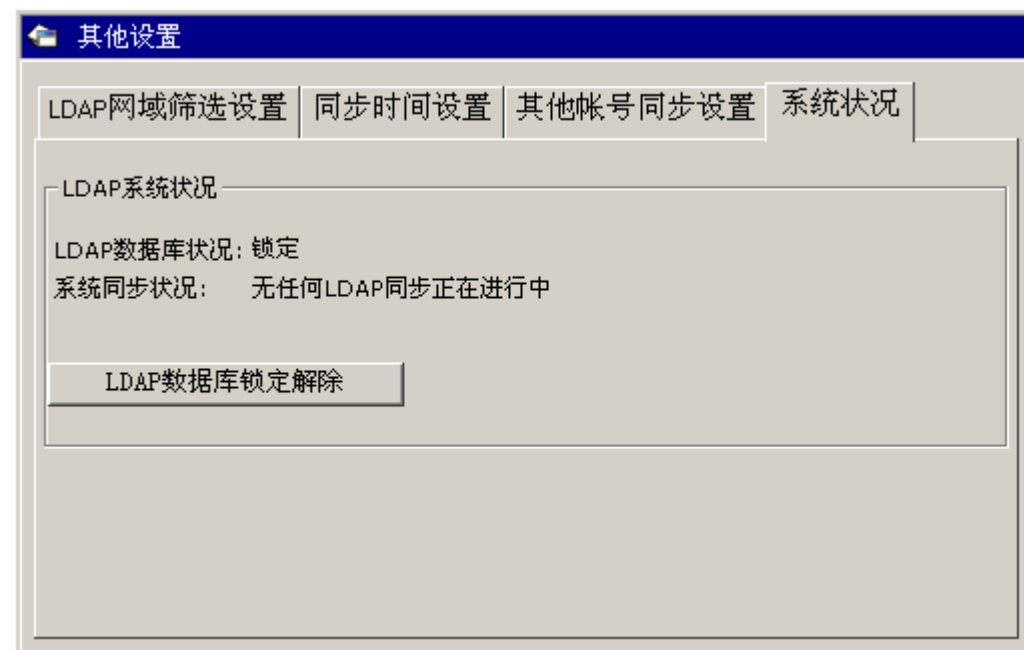 其他设置
LDAP网域筛选设置 同步时间设置 其他帐号同步设置 系统状况
LDAP系统状况
LDAP数据库状况: 锁定
系统同步状况: 无任何LDAP同步正在进行中
LDAP数据库锁定解除